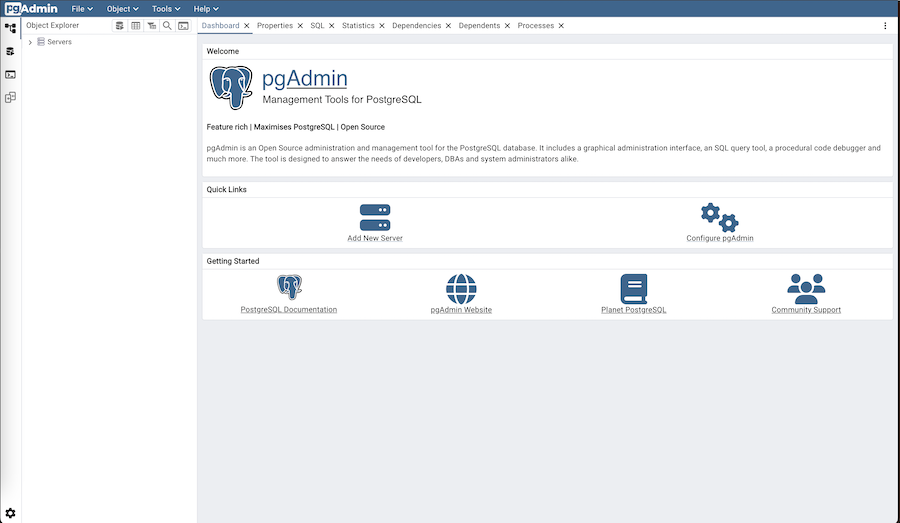 pgAdmin File Object Tools Help
Object Explorer
Servers
Dashboard Properties SQL Statistics Dependencies Dependents Processes
Welcome
pgAdmin
Management Tools for PostgreSQL
Feature rich | Maximises PostgreSQL | Open Source
pgAdmin is an Open Source administration and management tool for the PostgreSQL database. It includes a graphical administration interface, an SQL query tool, a procedural code debugger and
much more. The tool is designed to answer the needs of developers, DBAs and system administrators alike.
Quick Links
Add New Server Configure pgAdmin
Getting Started
PostgreSQL Documentation pgAdmin Website Planet PostgreSQL Community Support